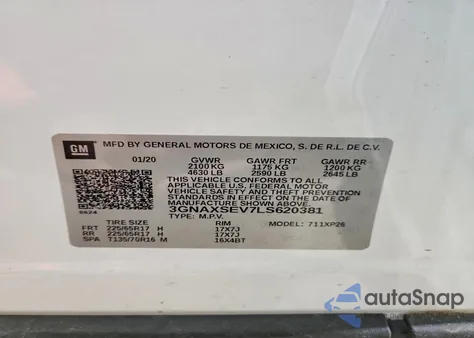 GM MFD BY GENERAL MOTORS DE MEXICO, S. DE R.L. DE C.V.
01/20 GVWR GAWR FRT GAWR RR
2100 KG 1175 KG 1200 KG
4630 LB 2590 LB 2645 LB
THIS VEHICLE CONFORMS TO ALL APPLICABLE
U.S. FEDERAL MOTOR VEHICLE SAFETY, BUMPER, AND
THEFT PREVENTION STANDARDS IN EFFECT ON THE
DATE OF MANUFACTURE SHOWN ABOVE.
3GNAXSEV7LS620381
TYPE: M.P.V. MODEL: 711XP26
6624
TIRE SIZE RIM
FRT 225/65R17 H 17X7J
RR 225/65R17 H 17X7J
SPA T135/70R16 M 16X4BT
autoSnap